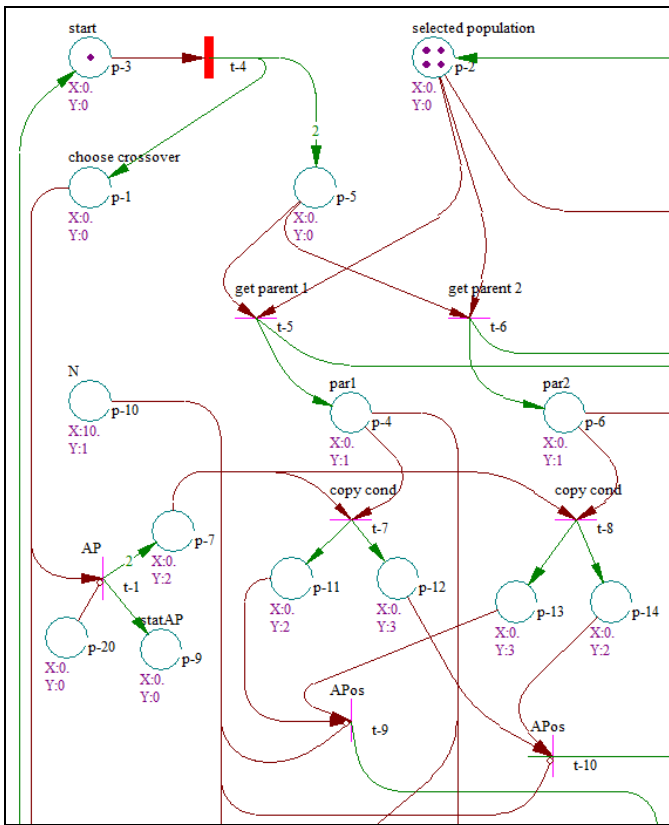 start
selected population
p-3
t-4
p-2
X:0.
Y:0
X:0.
Y:0
2
choose crossover
p-1
p-5
X:0.
Y:0
X:0.
Y:0
get parent 1
get parent 2
t-5
t-6
N
par1
par2
p-10
p-4
p-6
X:10.
Y:1
X:0.
Y:1
X:0.
Y:1
copy cond
copy cond
p-7
t-7
t-8
AP
X:0.
Y:2
2
t-1
p-11
p-12
p-13
p-14
X:0.
Y:2
X:0.
Y:3
X:0.
Y:3
X:0.
Y:2
statAP
p-20
p-9
X:0.
Y:0
X:0.
Y:0
APos
t-9
APos
t-10